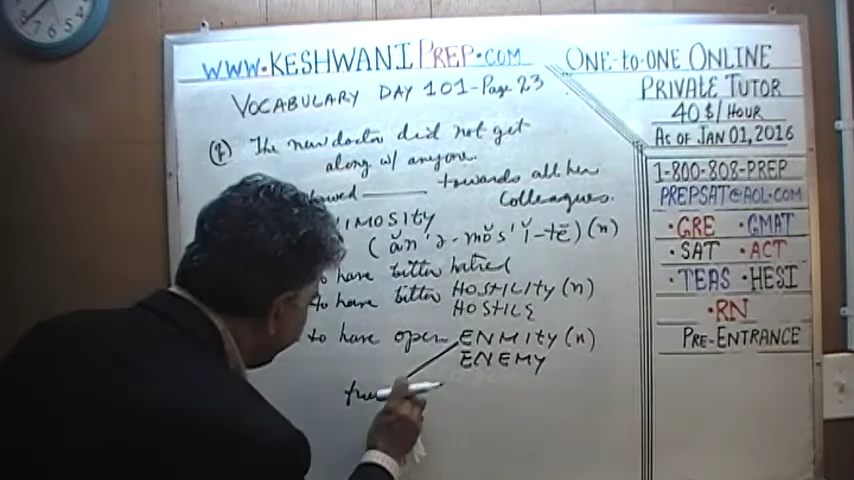 WWW.KESHWANIPREP.COM
VOCABULARY DAY 101-Page 23
(Q) The new doctor did not get
along w/ anyone.
howed ______ towards all her
colleagues.
IMOSITY
(ăn'ə-mŏs'ĭ-tē)(n)
to have bitter hatred
to have bitter HOSTILITY (n)
HOSTILE
to have open ENMITY (n)
ENEMY
ONE-to-ONE ONLINE
PRIVATE TUTOR
40$/HOUR
AS OF JAN 01, 2016
1-800-808-PREP
PREPSAT@AOL.COM
•GRE •GMAT
•SAT •ACT
•TEAS •HESI
•RN
PRE-ENTRANCE